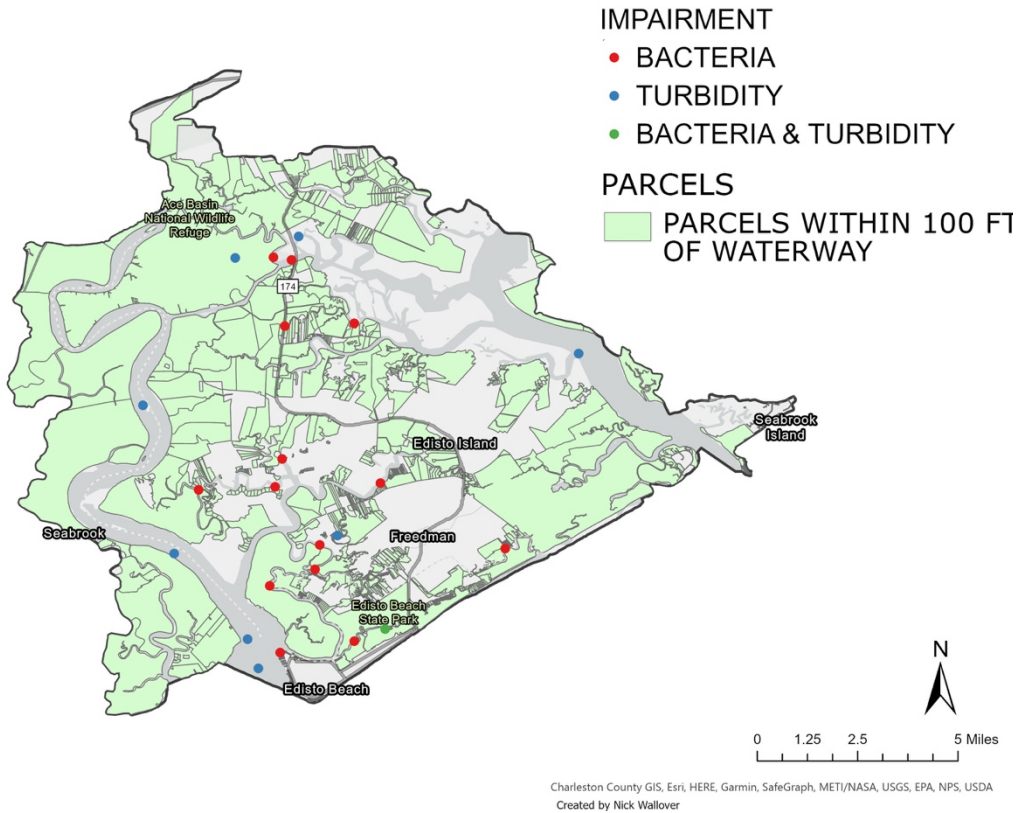 IMPAIRMENT
BACTERIA
TURBIDITY
BACTERIA & TURBIDITY
PARCELS
PARCELS WITHIN 100 FT
OF WATERWAY
Ace Basin
National Wildlife
Refuge
174
Seabrook
Island
Edisto Island
Seabrook
Freedman
Edisto Beach
State Park
Edisto Beach
N
0 1.25 2.5 5 Miles
Charleston County GIS, Esri, HERE, Garmin, SafeGraph, METI/NASA, USGS, EPA, NPS, USDA
Created by Nick Wallover